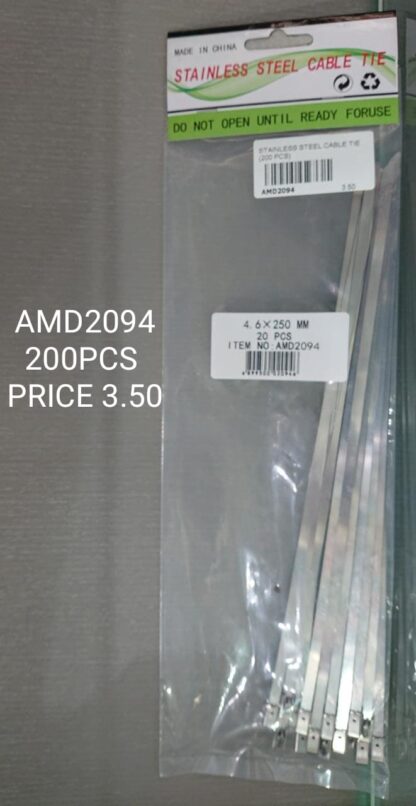 MADE IN CHINA
STAINLESS STEEL CABLE TIE
DO NOT OPEN UNTIL READY FORUSE
STAINLESS STEEL CABLE TIE
(200 PCS)
AMD2094 3.50
4.6×250 MM
20 PCS
ITEM NO:AMD2094
AMD2094
200PCS
PRICE 3.50